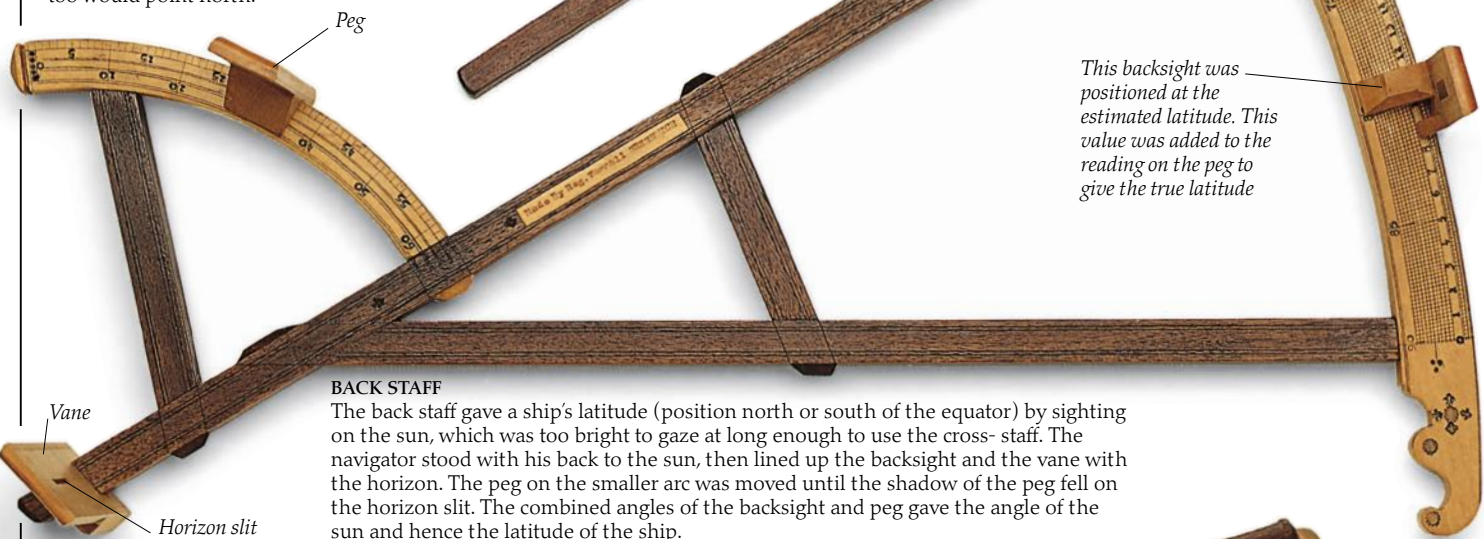 too would point north.
Peg
This backsight was
positioned at the
estimated latitude. This
value was added to the
reading on the peg to
give the true latitude
Made By
BACK STAFF
The back staff gave a ship's latitude (position north or south of the equator) by sighting
on the sun, which was too bright to gaze at long enough to use the cross- staff. The
navigator stood with his back to the sun, then lined up the backsight and the vane with
the horizon. The peg on the smaller arc was moved until the shadow of the peg fell on
the horizon slit. The combined angles of the backsight and peg gave the angle of the
sun and hence the latitude of the ship.
Vane
Horizon slit